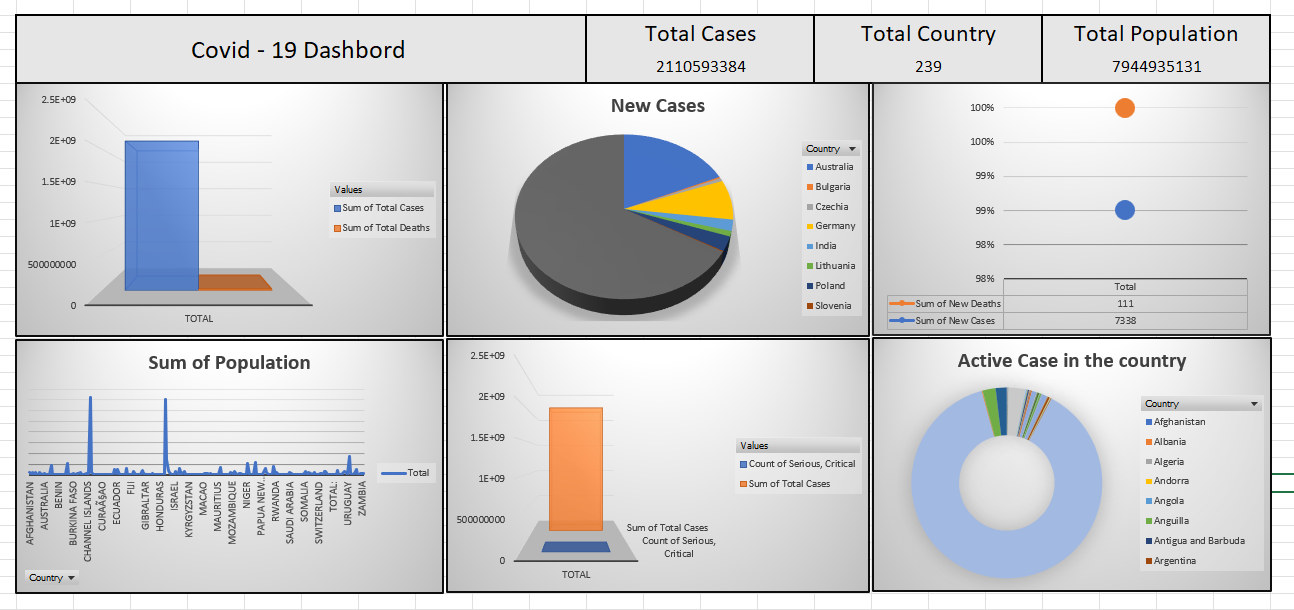 Covid - 19 Dashbord
Total Cases
2110593384
Total Country
239
Total Population
7944935131
2.5E+09
2E+09
1.5E+09
1E+09
500000000
0
TOTAL
Values
Sum of Total Cases
Sum of Total Deaths
New Cases
Country
Australia
Bulgaria
Czechia
Germany
India
Lithuania
Poland
Slovenia
100%
100%
99%
99%
98%
98%
Total
Sum of New Deaths 111
Sum of New Cases 7338
Sum of Population
Total
AFGHANISTAN
AUSTRALIA
BENIN
BURKINA FASO
CHANNEL ISLANDS
CURAÃ§AO
ECUADOR
FIJI
GIBRALTAR
HONDURAS
ISRAEL
KYRGYZSTAN
MACAO
MAURITIUS
MOZAMBIQUE
NIGER
PAPUA NEW…
RWANDA
SAUDI ARABIA
SOMALIA
SWITZERLAND
TOTAL:
URUGUAY
ZAMBIA
Country
2.5E+09
2E+09
1.5E+09
1E+09
500000000
0
TOTAL
Sum of Total Cases
Count of Serious,
Critical
Values
Count of Serious, Critical
Sum of Total Cases
Active Case in the country
Country
Afghanistan
Albania
Algeria
Andorra
Angola
Anguilla
Antigua and Barbuda
Argentina